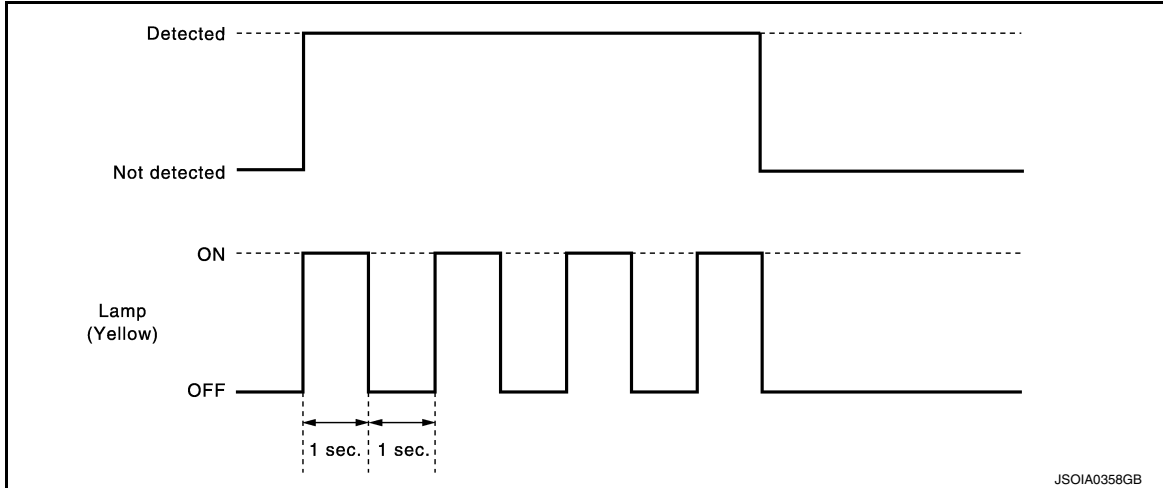 Detected
Not detected
ON
Lamp
(Yellow)
OFF
1 sec. 1 sec.
JSOIA0358GB